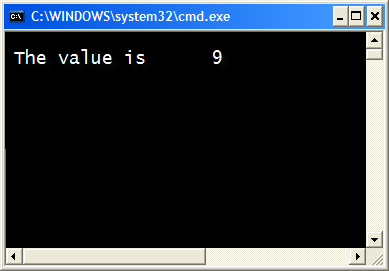 C:\WINDOWS\system32\cmd.exe
The value is      9